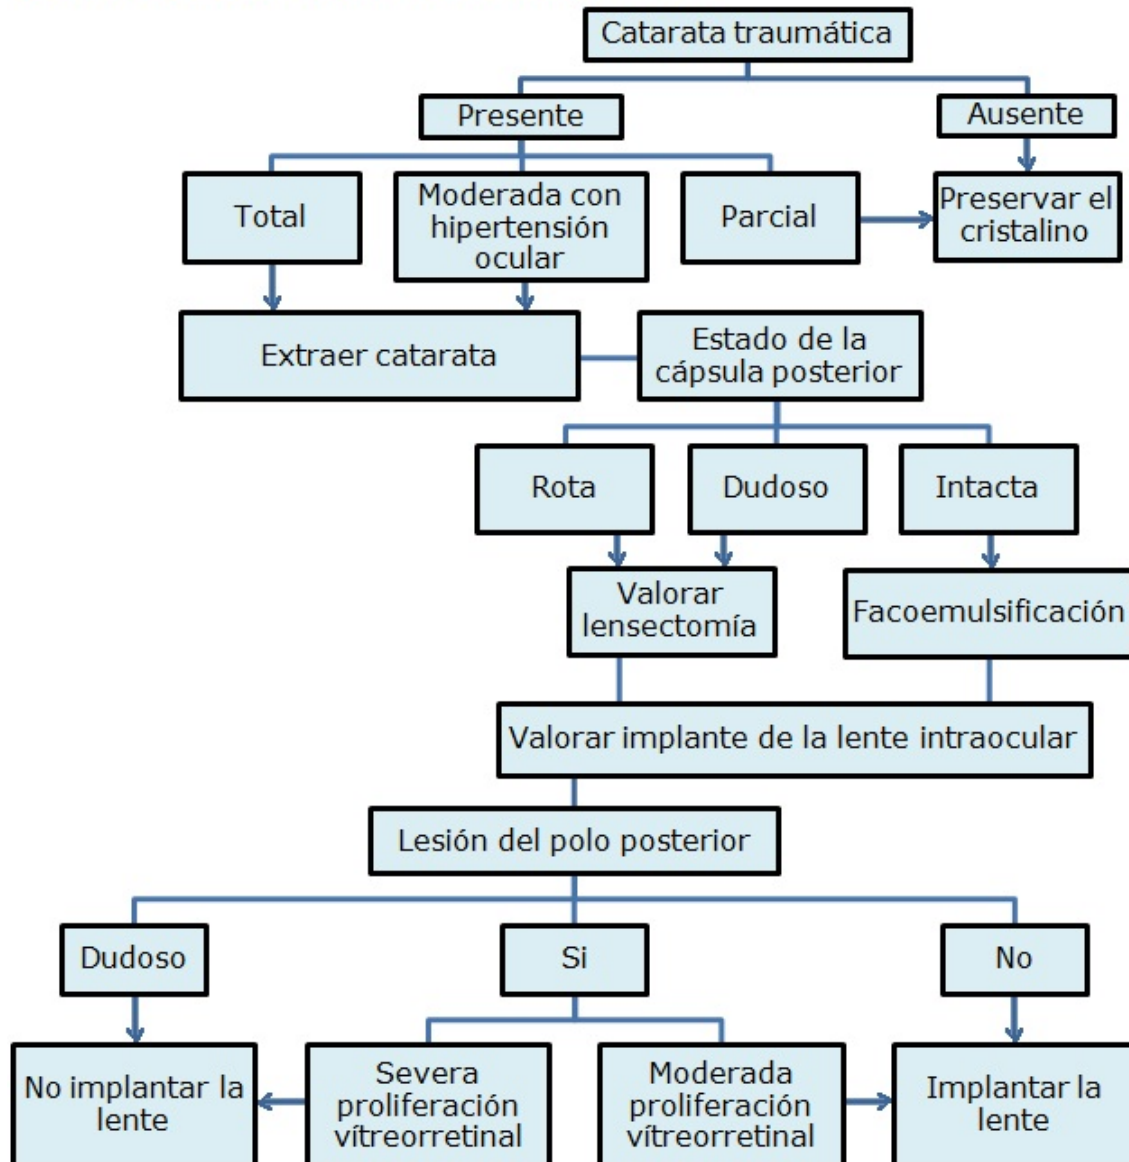 Catarata traumática
Presente
Ausente
Total
Moderada con
hipertensión
ocular
Parcial
Preservar el
cristalino
Extraer catarata
Estado de la
cápsula posterior
Rota
Dudoso
Intacta
Valorar
lensectomía
Facoemulsificación
Valorar implante de la lente intraocular
Lesión del polo posterior
Dudoso
Si
No
No implantar la
lente
Severa
proliferación
vítreorretinal
Moderada
proliferación
vítreorretinal
Implantar la
lente